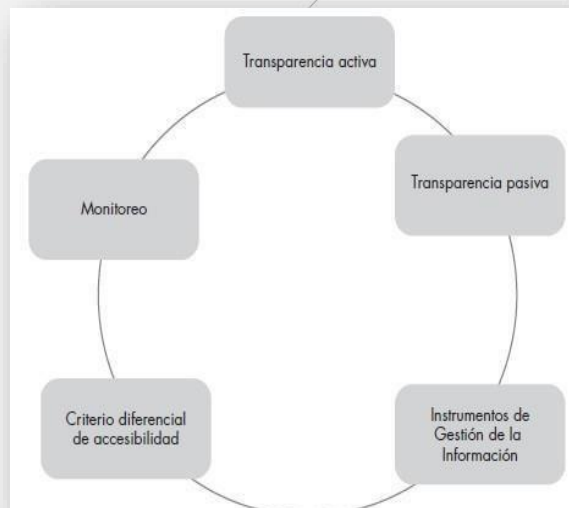 Transparencia activa
Transparencia pasiva
Monitoreo
Criterio diferencial
de accesibilidad
Instrumentos de
Gestión de la
Información